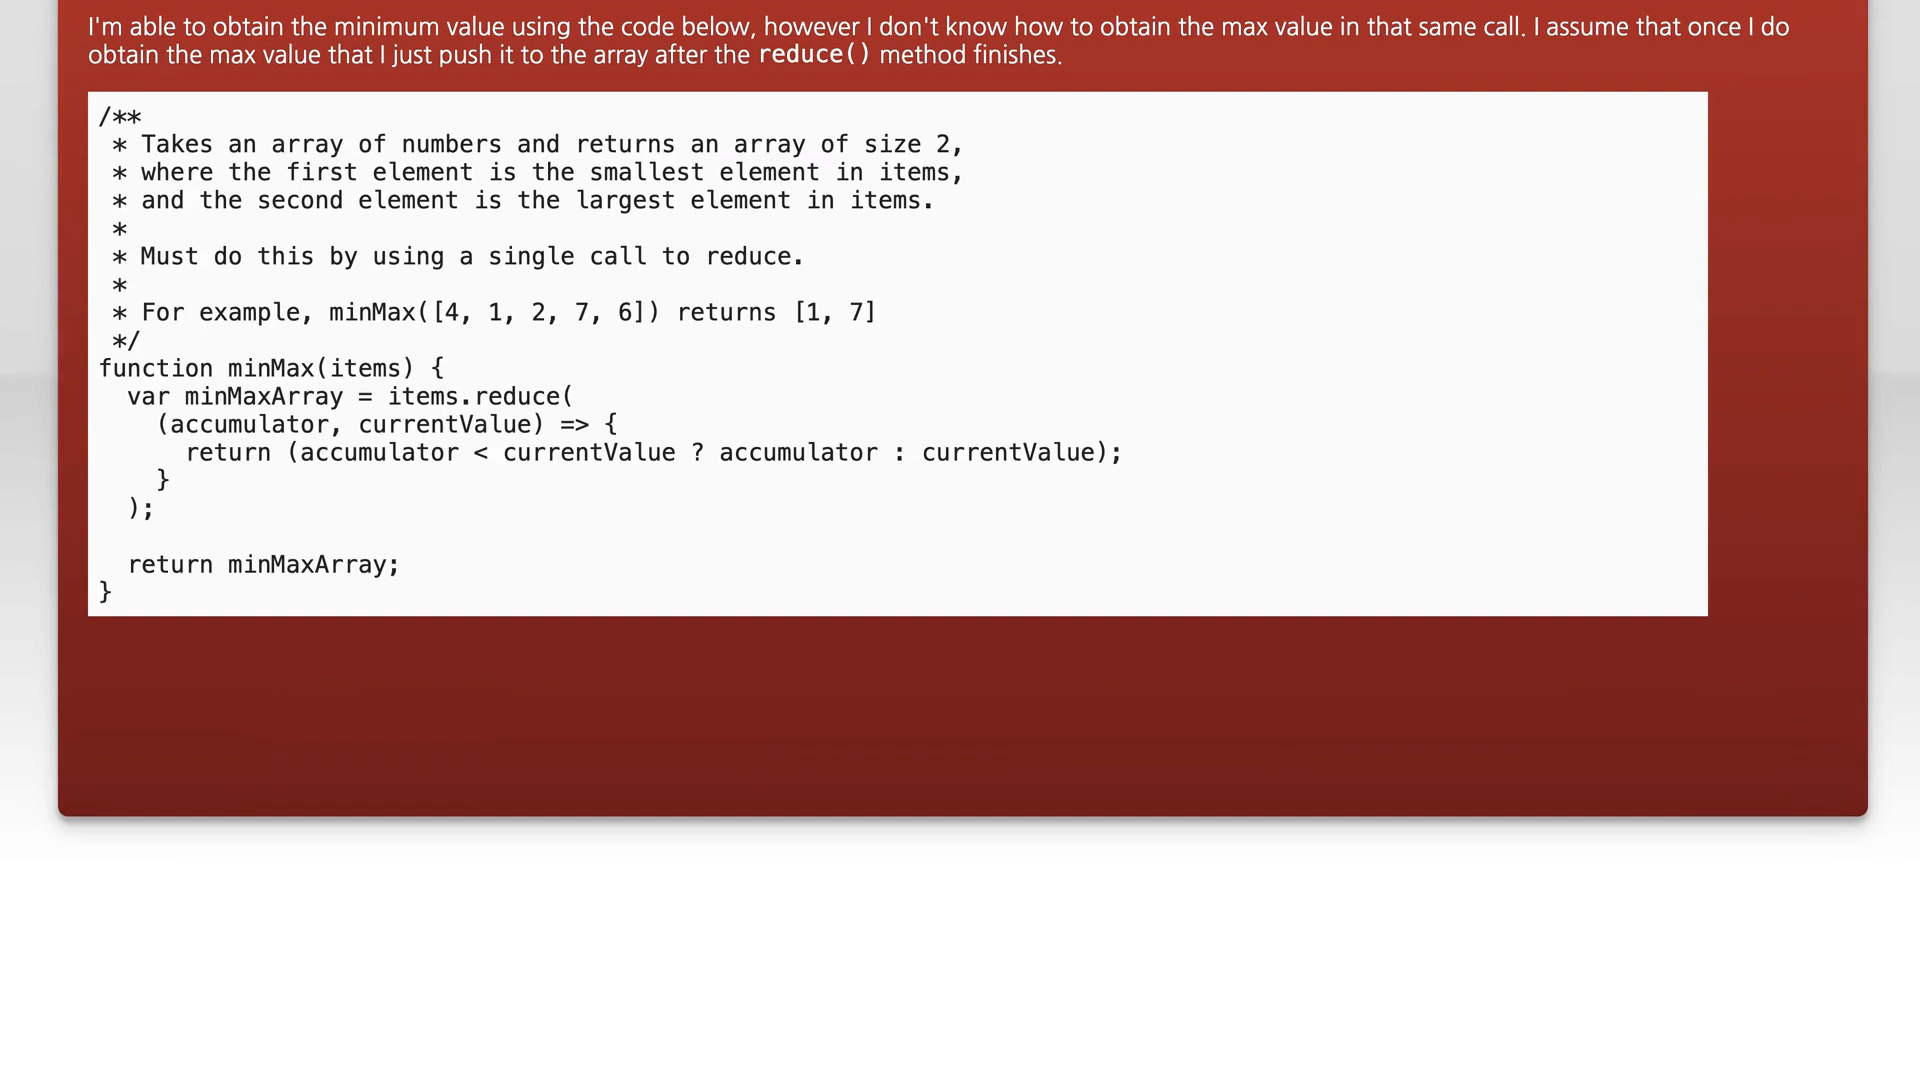 I'm able to obtain the minimum value using the code below, however I don't know how to obtain the max value in that same call. I assume that once I do
obtain the max value that I just push it to the array after the reduce() method finishes.
/**
 * Takes an array of numbers and returns an array of size 2,
 * where the first element is the smallest element in items,
 * and the second element is the largest element in items.
 *
 * Must do this by using a single call to reduce.
 *
 * For example, minMax([4, 1, 2, 7, 6]) returns [1, 7]
 */
function minMax(items) {
  var minMaxArray = items.reduce(
    (accumulator, currentValue) => {
      return (accumulator < currentValue ? accumulator : currentValue);
    }
  );

  return minMaxArray;
}